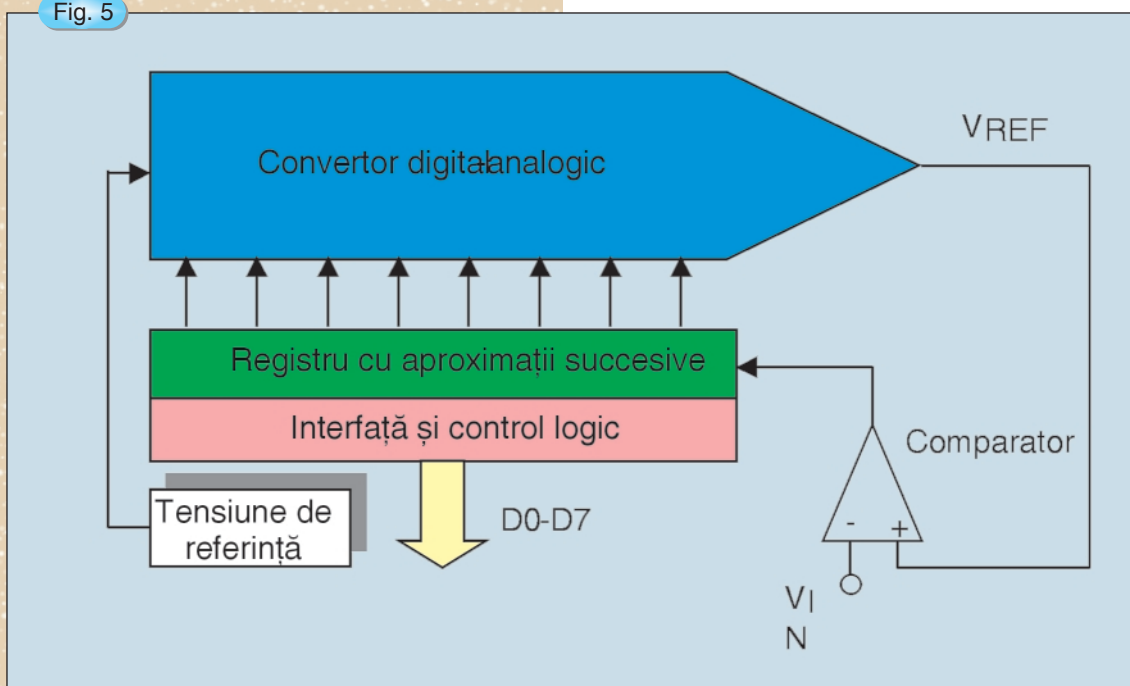 Fig. 5
VREF
Convertor digital-analogic
Registru cu aproximații succesive
Interfață și control logic
Comparator
Tensiune de
referință
D0-D7
- +
VI
N